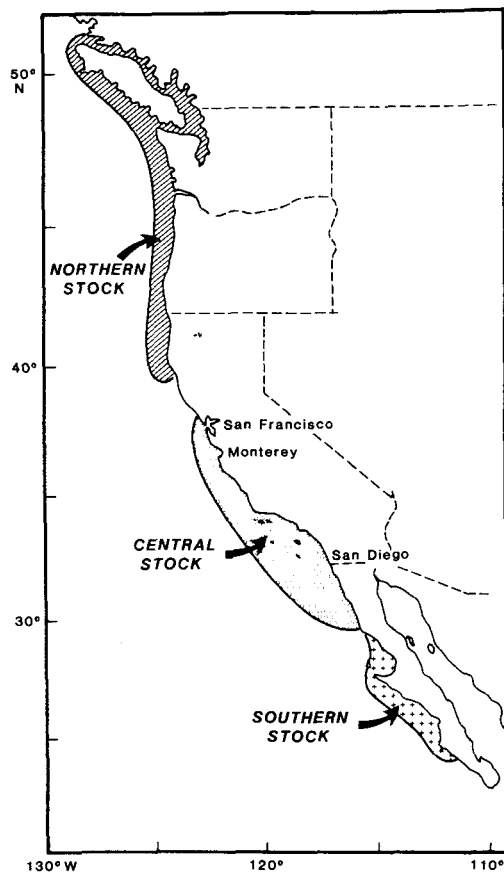 50°
N
NORTHERN
STOCK
40°
San Francisco
Monterey
CENTRAL
STOCK
San Diego
30°
SOUTHERN
STOCK
130°W
120°
110°